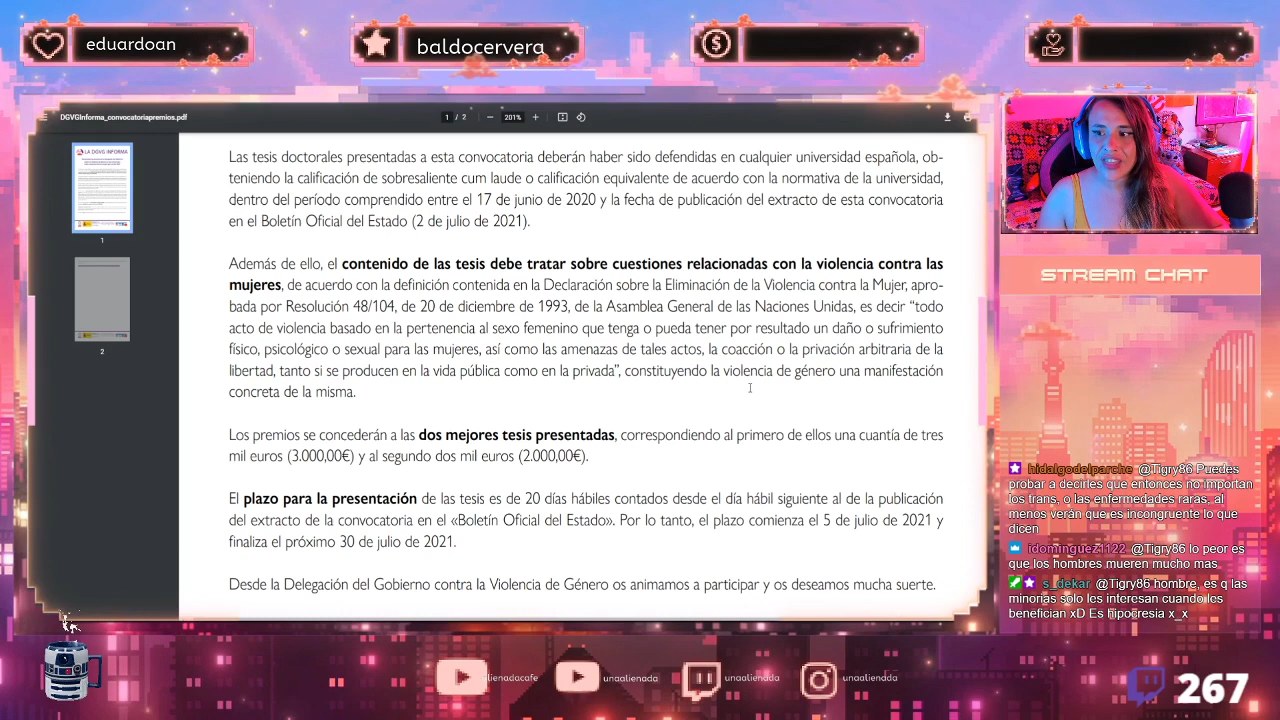 eduardoan
baldocervera
DGVGInforma_convocatoriapremios.pdf
1 / 2
201%
LA DGVG INFORMA
1
2
Las tesis doctorales presentadas a esta convocatoria deberán haber sido defendidas en cualquier universidad española, ob-
teniendo la calificación de sobresaliente cum laude o calificación equivalente de acuerdo con la normativa de la universidad,
dentro del período comprendido entre el 17 de junio de 2020 y la fecha de publicación del extracto de esta convocatoria
en el Boletín Oficial del Estado (2 de julio de 2021).
Además de ello, el contenido de las tesis debe tratar sobre cuestiones relacionadas con la violencia contra las
mujeres, de acuerdo con la definición contenida en la Declaración sobre la Eliminación de la Violencia contra la Mujer, apro-
bada por Resolución 48/104, de 20 de diciembre de 1993, de la Asamblea General de las Naciones Unidas, es decir “todo
acto de violencia basado en la pertenencia al sexo femenino que tenga o pueda tener por resultado un daño o sufrimiento
físico, psicológico o sexual para las mujeres, así como las amenazas de tales actos, la coacción o la privación arbitraria de la
libertad, tanto si se producen en la vida pública como en la privada”, constituyendo la violencia de género una manifestación
concreta de la misma.
Los premios se concederán a las dos mejores tesis presentadas, correspondiendo al primero de ellos una cuantía de tres
mil euros (3.000,00€) y al segundo dos mil euros (2.000,00€).
El plazo para la presentación de las tesis es de 20 días hábiles contados desde el día hábil siguiente al de la publicación
del extracto de la convocatoria en el «Boletín Oficial del Estado». Por lo tanto, el plazo comienza el 5 de julio de 2021 y
finaliza el próximo 30 de julio de 2021.
Desde la Delegación del Gobierno contra la Violencia de Género os animamos a participar y os deseamos mucha suerte.
STREAM CHAT
hidalgodelparche @Tigry86 Puedes
probar a decirles que entonces no importan
los trans, o las enfermedades raras, al
menos verán que es incongruente lo que
dicen
idominguez1122 @Tigry86 lo peor es
que los hombres mueren mucho mas
s_dekar @Tigry86 hombre, es q las
minorias solo les interesan cuando les
benefician xD Es hipocresia x_x
alienadacafe
unaalienada
unaalienada
unaalienada
267